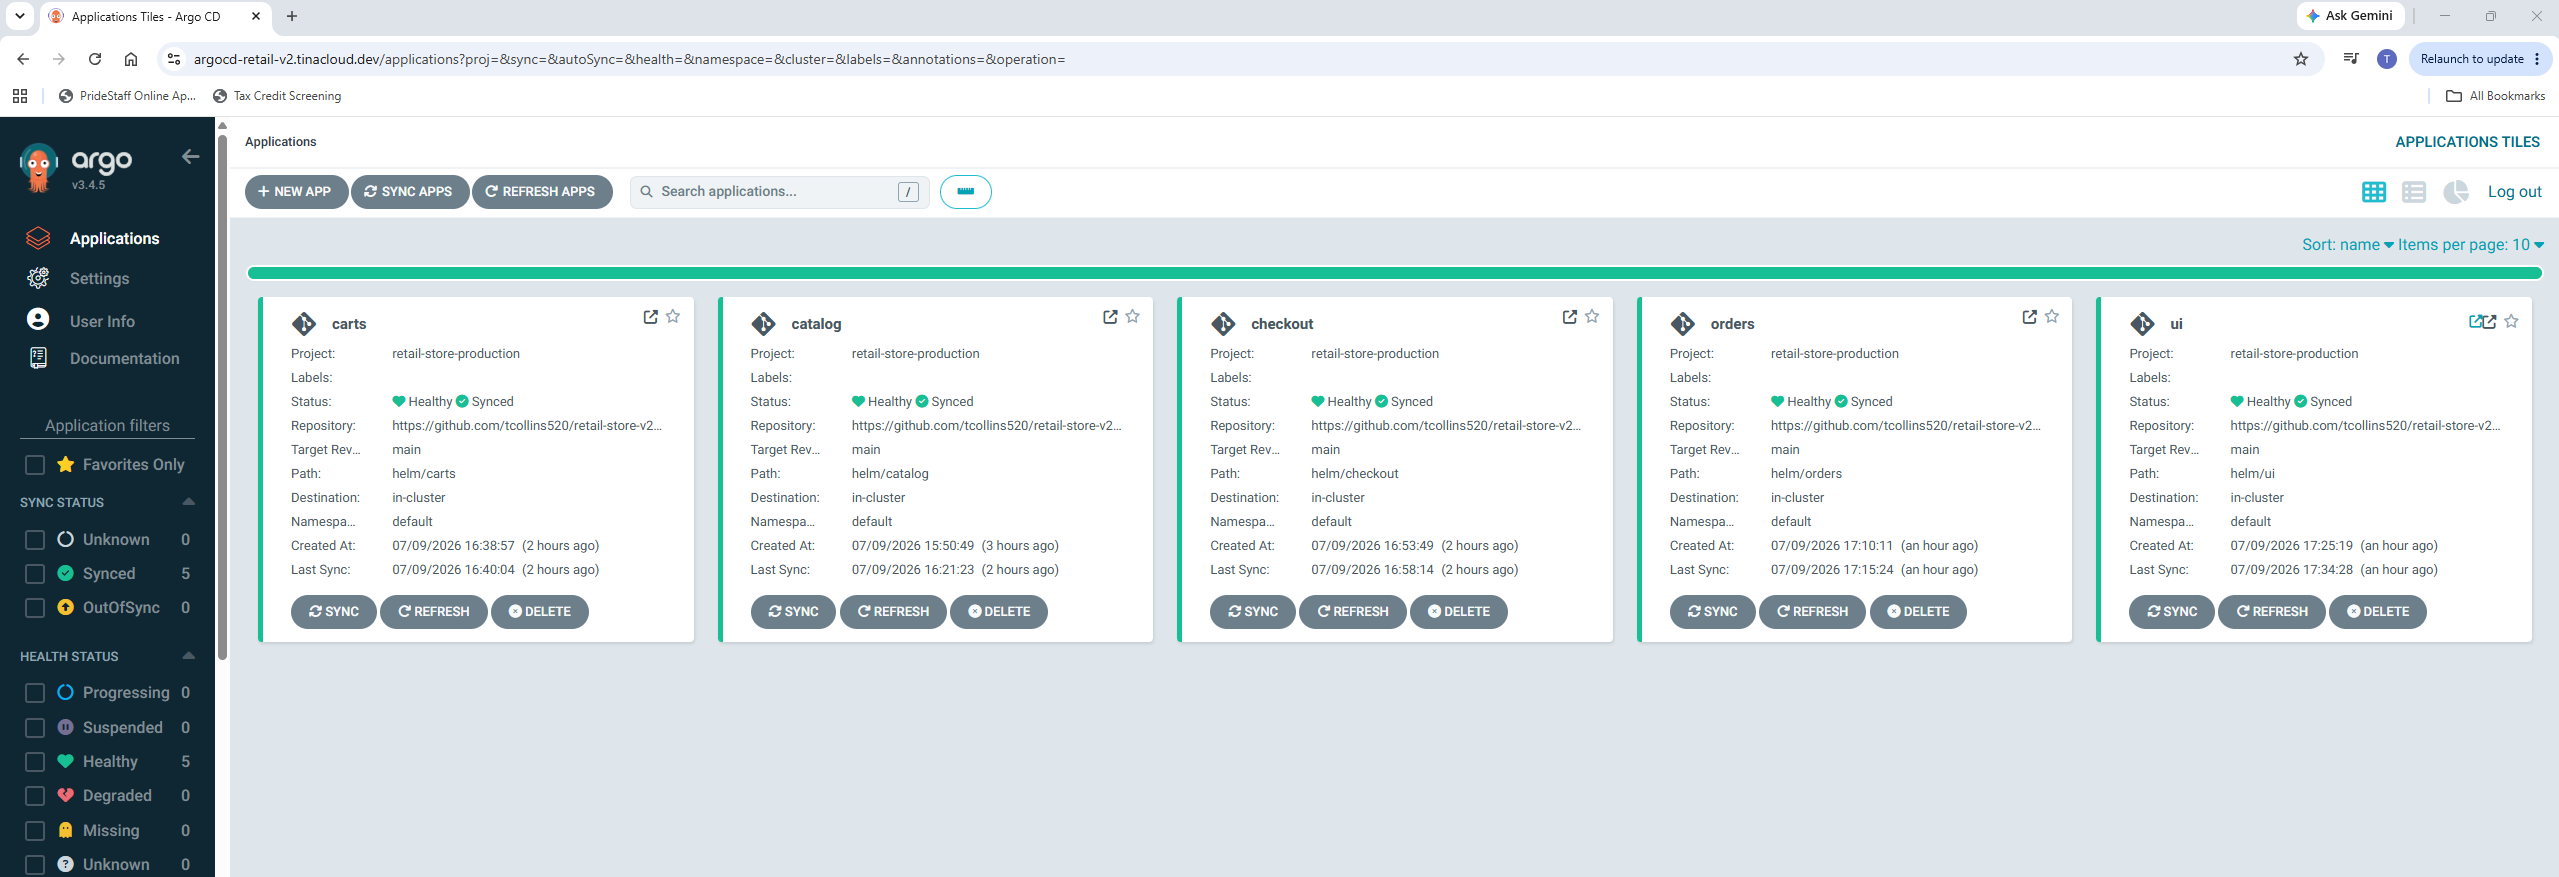 Applications Tiles - Argo CD
Ask Gemini
argocd-retail-v2.tinacloud.dev/applications?proj=&sync=&autoSync=&health=&namespace=&cluster=&labels=&annotations=&operation=
T
Relaunch to update
PrideStaff Online Ap...
Tax Credit Screening
All Bookmarks
argo
v3.4.5
Applications
Settings
User Info
Documentation
Application filters
Favorites Only
SYNC STATUS
Unknown 0
Synced 5
OutOfSync 0
HEALTH STATUS
Progressing 0
Suspended 0
Healthy 5
Degraded 0
Missing 0
Unknown 0
Applications
APPLICATIONS TILES
NEW APP
SYNC APPS
REFRESH APPS
Search applications...
/
Log out
Sort: name Items per page: 10
carts
Project: retail-store-production
Labels:
Status: Healthy Synced
Repository: https://github.com/tcollins520/retail-store-v2...
Target Rev... main
Path: helm/carts
Destination: in-cluster
Namespa... default
Created At: 07/09/2026 16:38:57 (2 hours ago)
Last Sync: 07/09/2026 16:40:04 (2 hours ago)
SYNC REFRESH DELETE
catalog
Project: retail-store-production
Labels:
Status: Healthy Synced
Repository: https://github.com/tcollins520/retail-store-v2...
Target Rev... main
Path: helm/catalog
Destination: in-cluster
Namespa... default
Created At: 07/09/2026 15:50:49 (3 hours ago)
Last Sync: 07/09/2026 16:21:23 (2 hours ago)
SYNC REFRESH DELETE
checkout
Project: retail-store-production
Labels:
Status: Healthy Synced
Repository: https://github.com/tcollins520/retail-store-v2...
Target Rev... main
Path: helm/checkout
Destination: in-cluster
Namespa... default
Created At: 07/09/2026 16:53:49 (2 hours ago)
Last Sync: 07/09/2026 16:58:14 (2 hours ago)
SYNC REFRESH DELETE
orders
Project: retail-store-production
Labels:
Status: Healthy Synced
Repository: https://github.com/tcollins520/retail-store-v2...
Target Rev... main
Path: helm/orders
Destination: in-cluster
Namespa... default
Created At: 07/09/2026 17:10:11 (an hour ago)
Last Sync: 07/09/2026 17:15:24 (an hour ago)
SYNC REFRESH DELETE
ui
Project: retail-store-production
Labels:
Status: Healthy Synced
Repository: https://github.com/tcollins520/retail-store-v2...
Target Rev... main
Path: helm/ui
Destination: in-cluster
Namespa... default
Created At: 07/09/2026 17:25:19 (an hour ago)
Last Sync: 07/09/2026 17:34:28 (an hour ago)
SYNC REFRESH DELETE